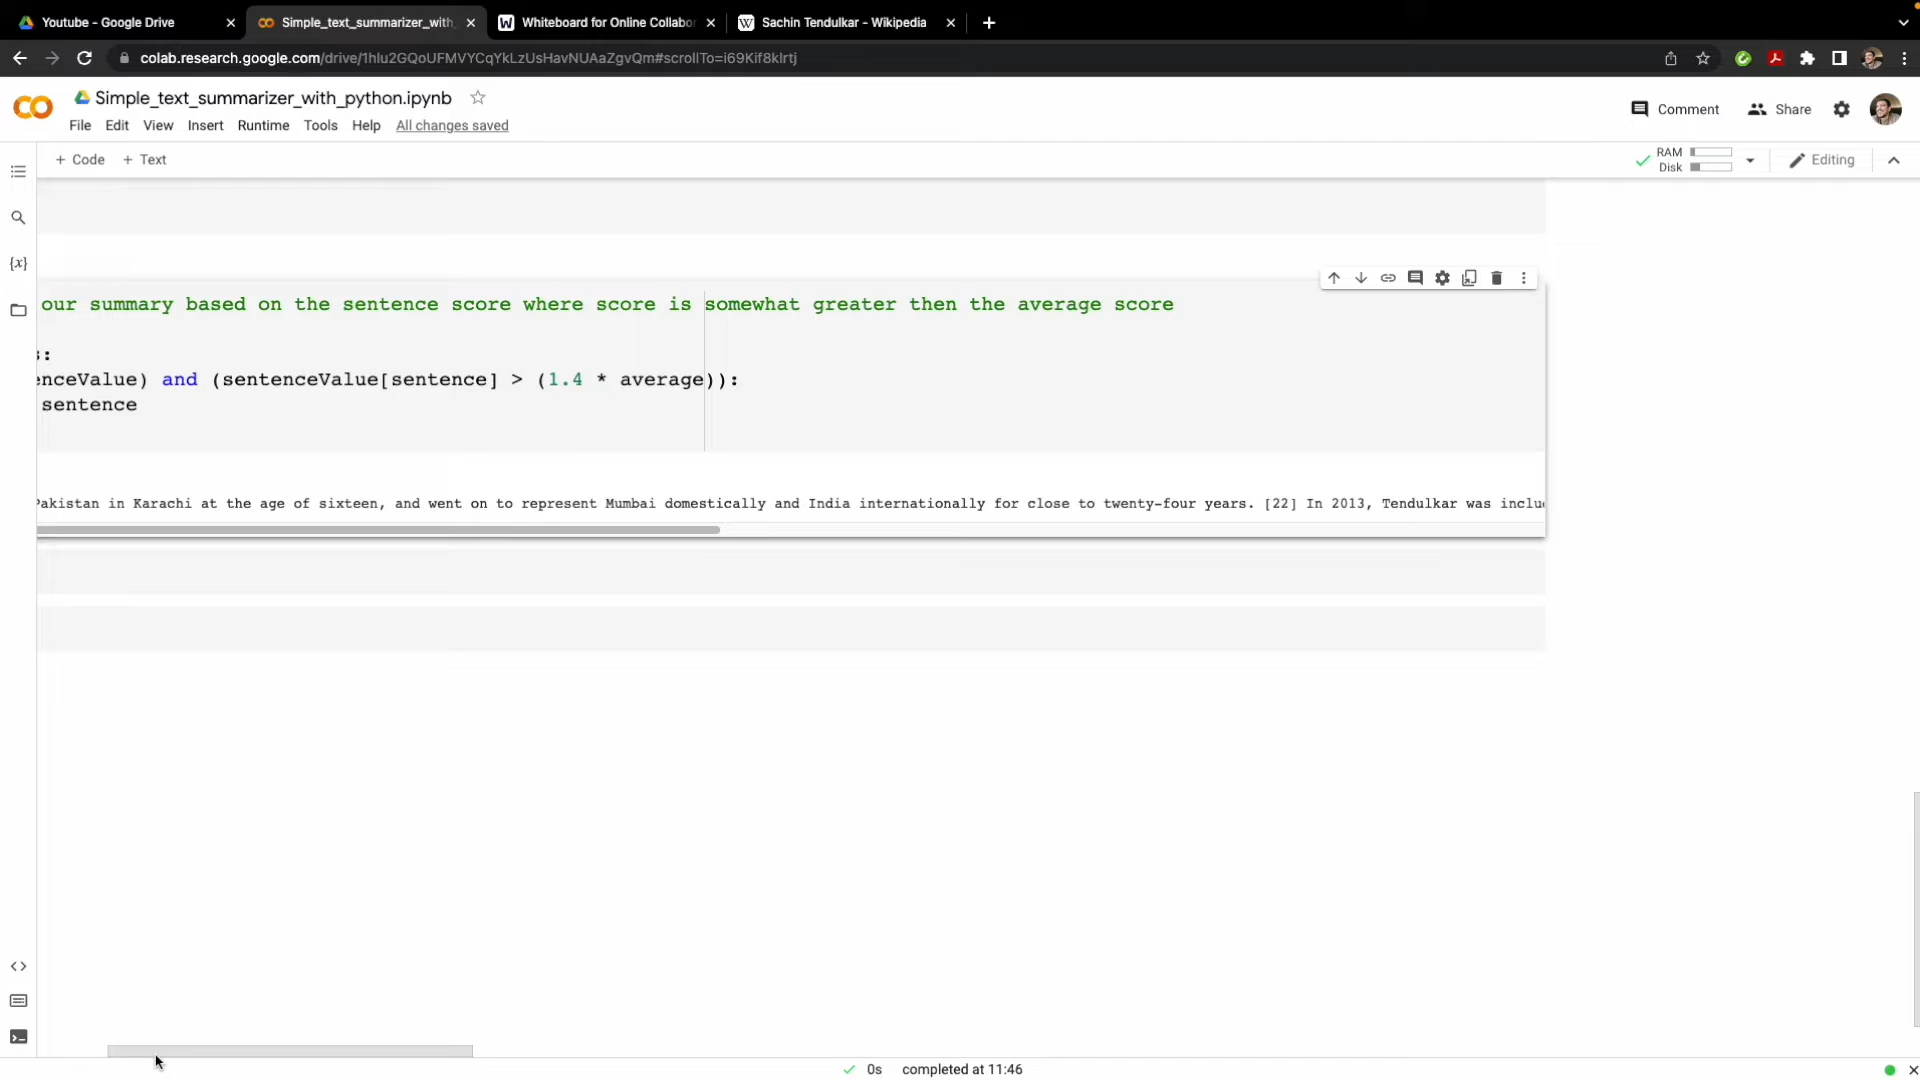 Youtube - Google Drive
Simple_text_summarizer_with_
Whiteboard for Online Collabor
Sachin Tendulkar - Wikipedia
colab.research.google.com/drive/1hlu2GQoUFMVYCqYkLzUsHavNUAaZgvQm#scrollTo=i69Kif8klrtj
Simple_text_summarizer_with_python.ipynb
Comment
Share
File Edit View Insert Runtime Tools Help All changes saved
+ Code + Text
RAM
Disk
Editing
{x}
our summary based on the sentence score where score is somewhat greater then the average score
s:
enceValue) and (sentenceValue[sentence] > (1.4 * average)):
sentence
Pakistan in Karachi at the age of sixteen, and went on to represent Mumbai domestically and India internationally for close to twenty-four years. [22] In 2013, Tendulkar was inclu
0s completed at 11:46